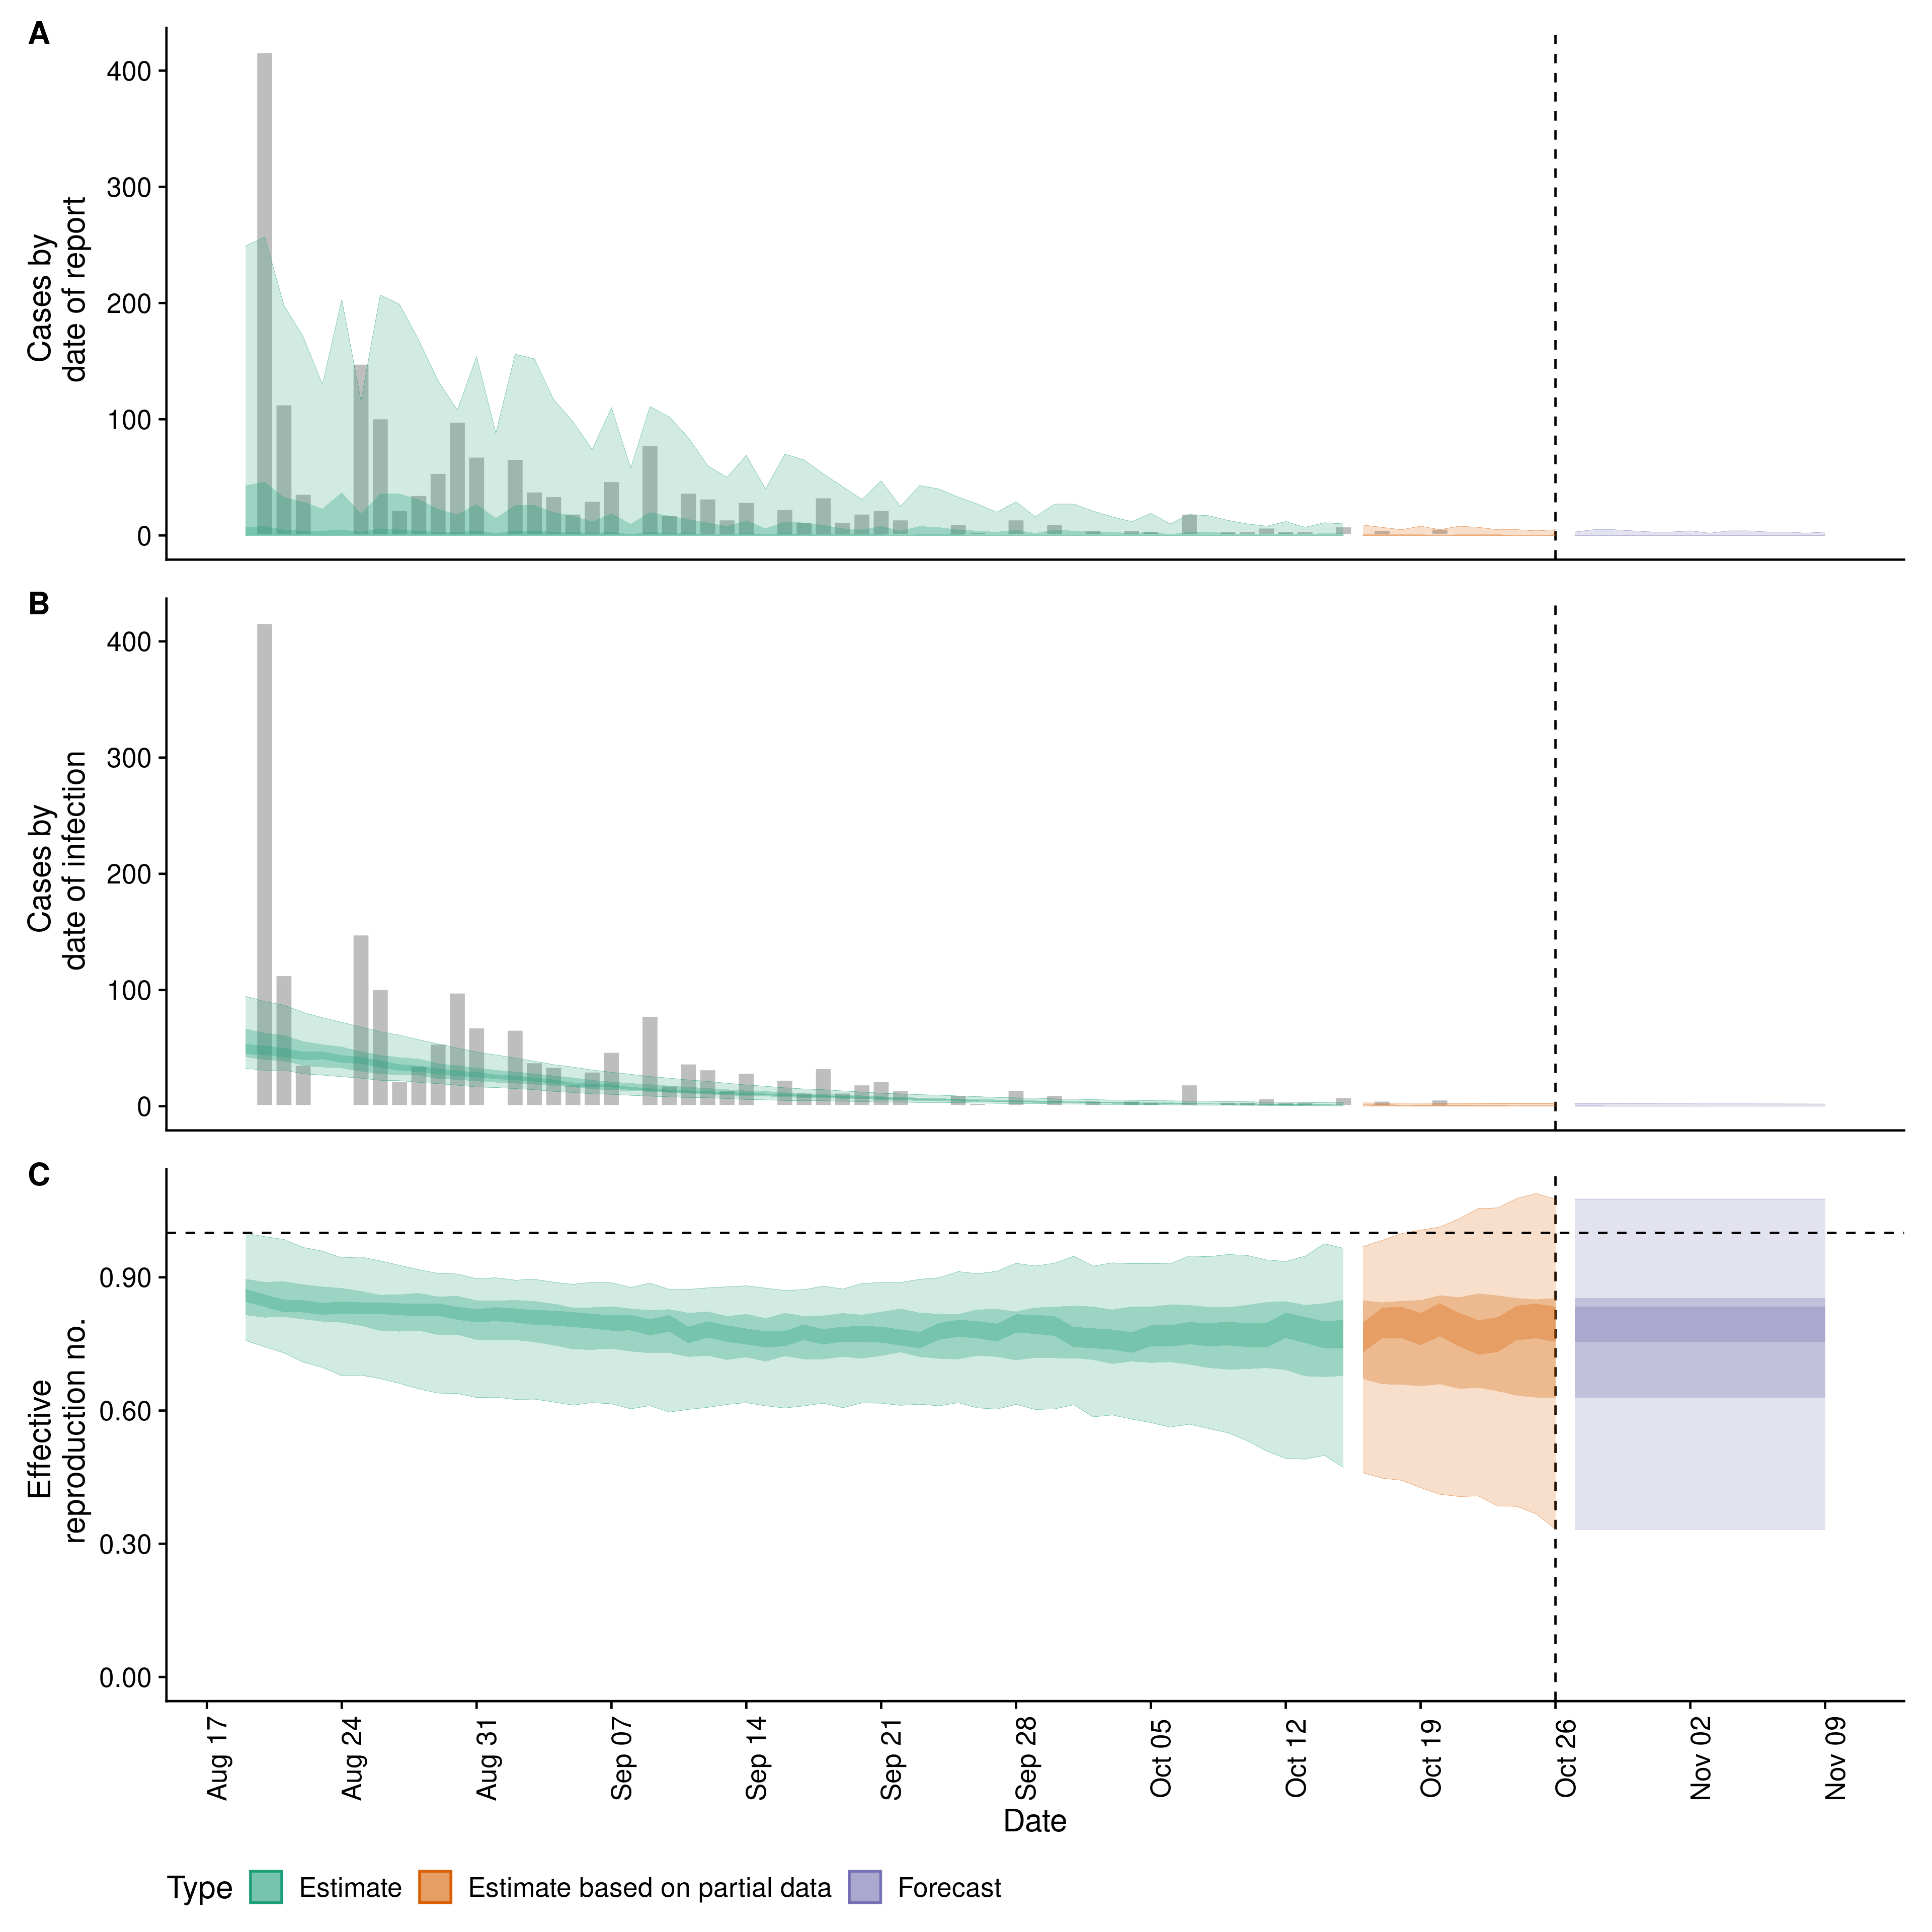 A
Cases by
date of report
400
300
200
100
0
B
Cases by
date of infection
400
300
200
100
0
C
Effective
reproduction no.
0.90
0.60
0.30
0.00
Aug 17
Aug 24
Aug 31
Sep 07
Sep 14
Sep 21
Sep 28
Oct 05
Oct 12
Oct 19
Oct 26
Nov 02
Nov 09
Date
Type Estimate Estimate based on partial data Forecast